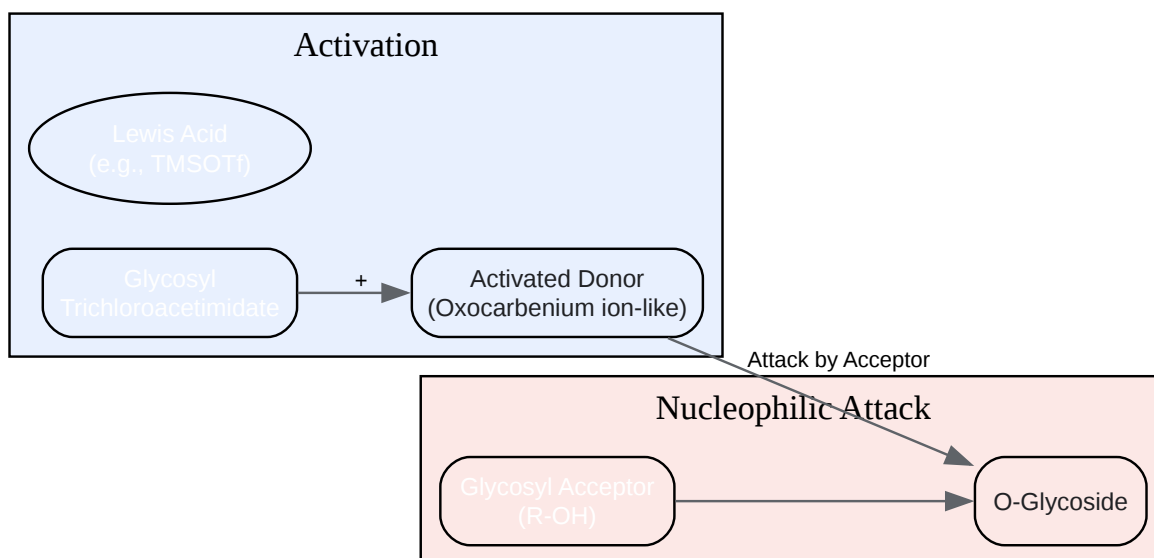 Activation
Lewis Acid
(e.g., TMSOTf)
Glycosyl
Trichloroacetimidate
+
Activated Donor
(Oxocarbenium ion-like)
Attack by Acceptor
Nucleophilic Attack
Glycosyl Acceptor
(R-OH)
O-Glycoside